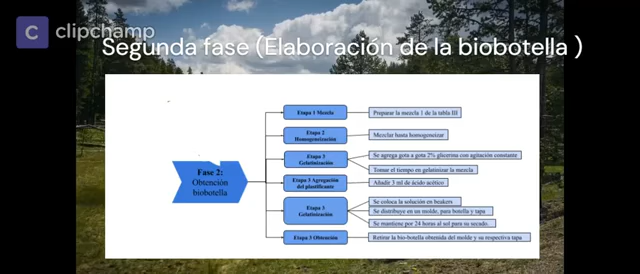 clipchamp
Segunda fase (Elaboración de la biobotella )
Fase 2:
Obtención
biobotella
Etapa 1 Mezcla
Preparar la mezcla 1 de la tabla III
Etapa 2
Homogenización
Mezclar hasta homogeneizar
Etapa 3
Gelatinización
Se agrega gota a gota 2% glicerina con agitación constante
Tomar el tiempo en gelatinizar la mezcla
Etapa 3 Agregación
del plastificante
Añadir 3 ml de ácido acético
Etapa 3
Gelatinización
Se coloca la solución en beakers
Se distribuye en un molde, para botella y tapa
Se mantiene por 24 horas al sol para su secado.
Etapa 3 Obtención
Retirar la bio-botella obtenida del molde y su respectiva tapa